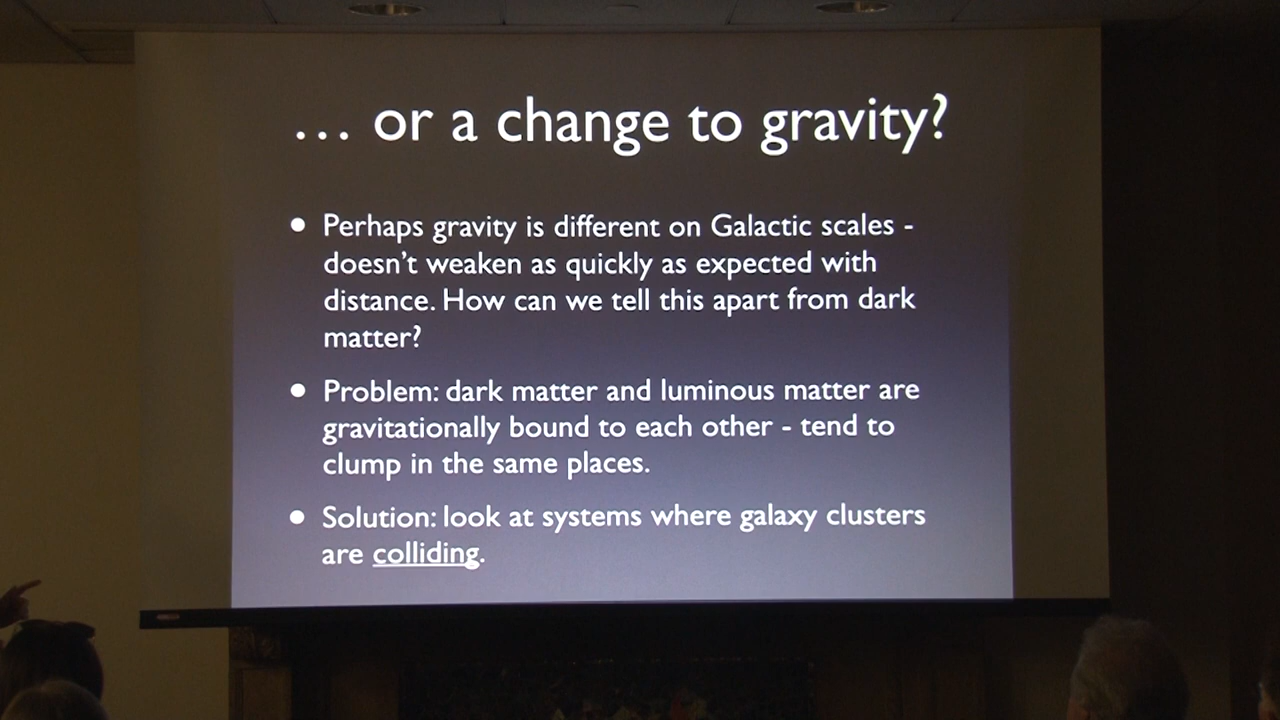 … or a change to gravity?
• Perhaps gravity is different on Galactic scales -
doesn't weaken as quickly as expected with
distance. How can we tell this apart from dark
matter?
• Problem: dark matter and luminous matter are
gravitationally bound to each other - tend to
clump in the same places.
• Solution: look at systems where galaxy clusters
are colliding.